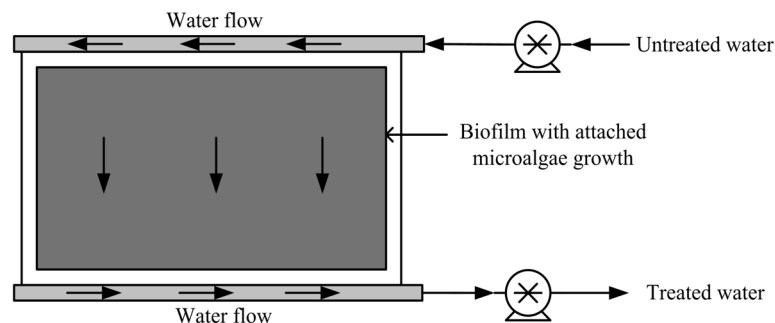 Water flow
Untreated water
Biofilm with attached
microalgae growth
Treated water
Water flow